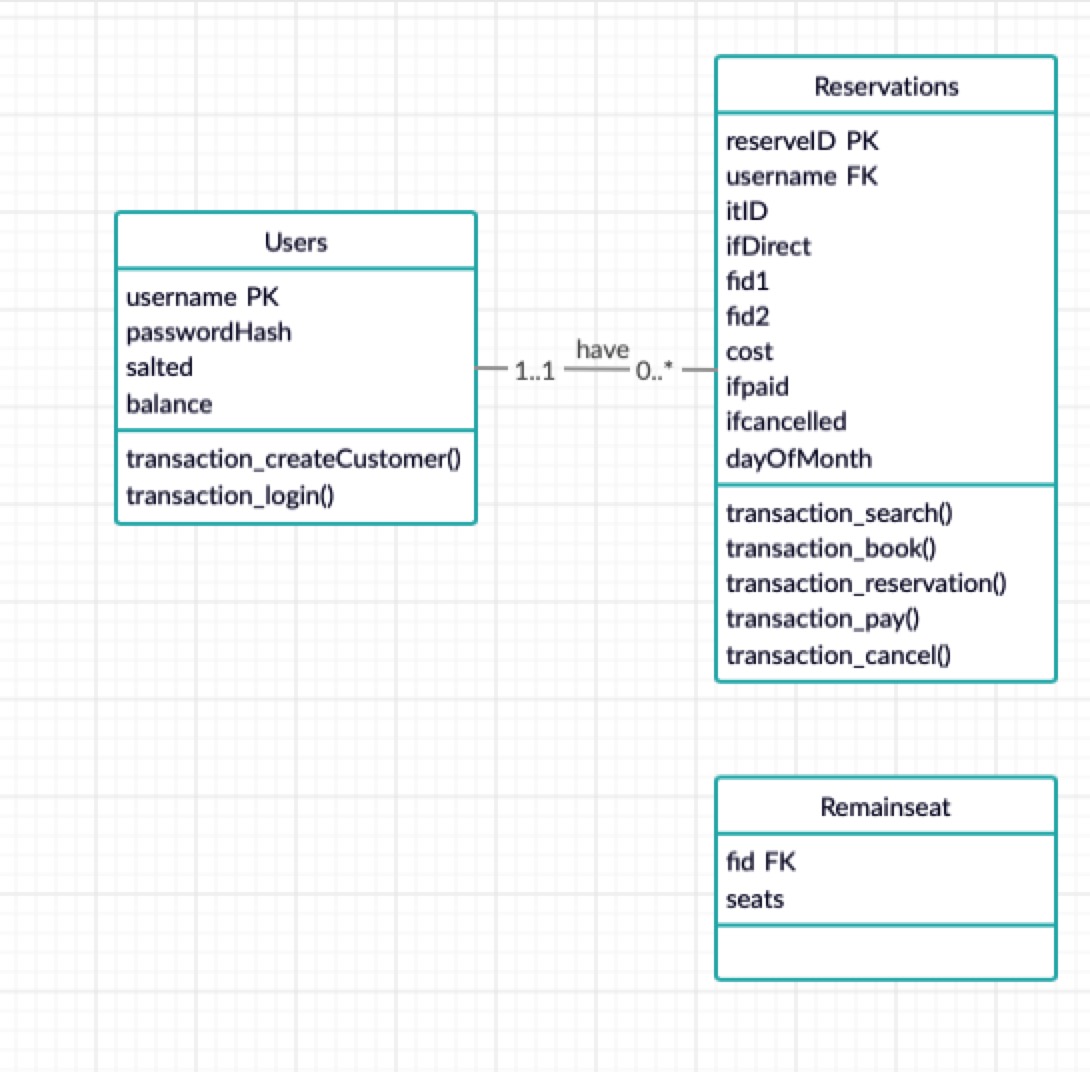 Users
username PK
passwordHash
salted
balance
transaction_createCustomer()
transaction_login()
have
1..1
0..*
Reservations
reserveID PK
username FK
itID
ifDirect
fid1
fid2
cost
ifpaid
ifcancelled
dayOfMonth
transaction_search()
transaction_book()
transaction_reservation()
transaction_pay()
transaction_cancel()
Remainseat
fid FK
seats